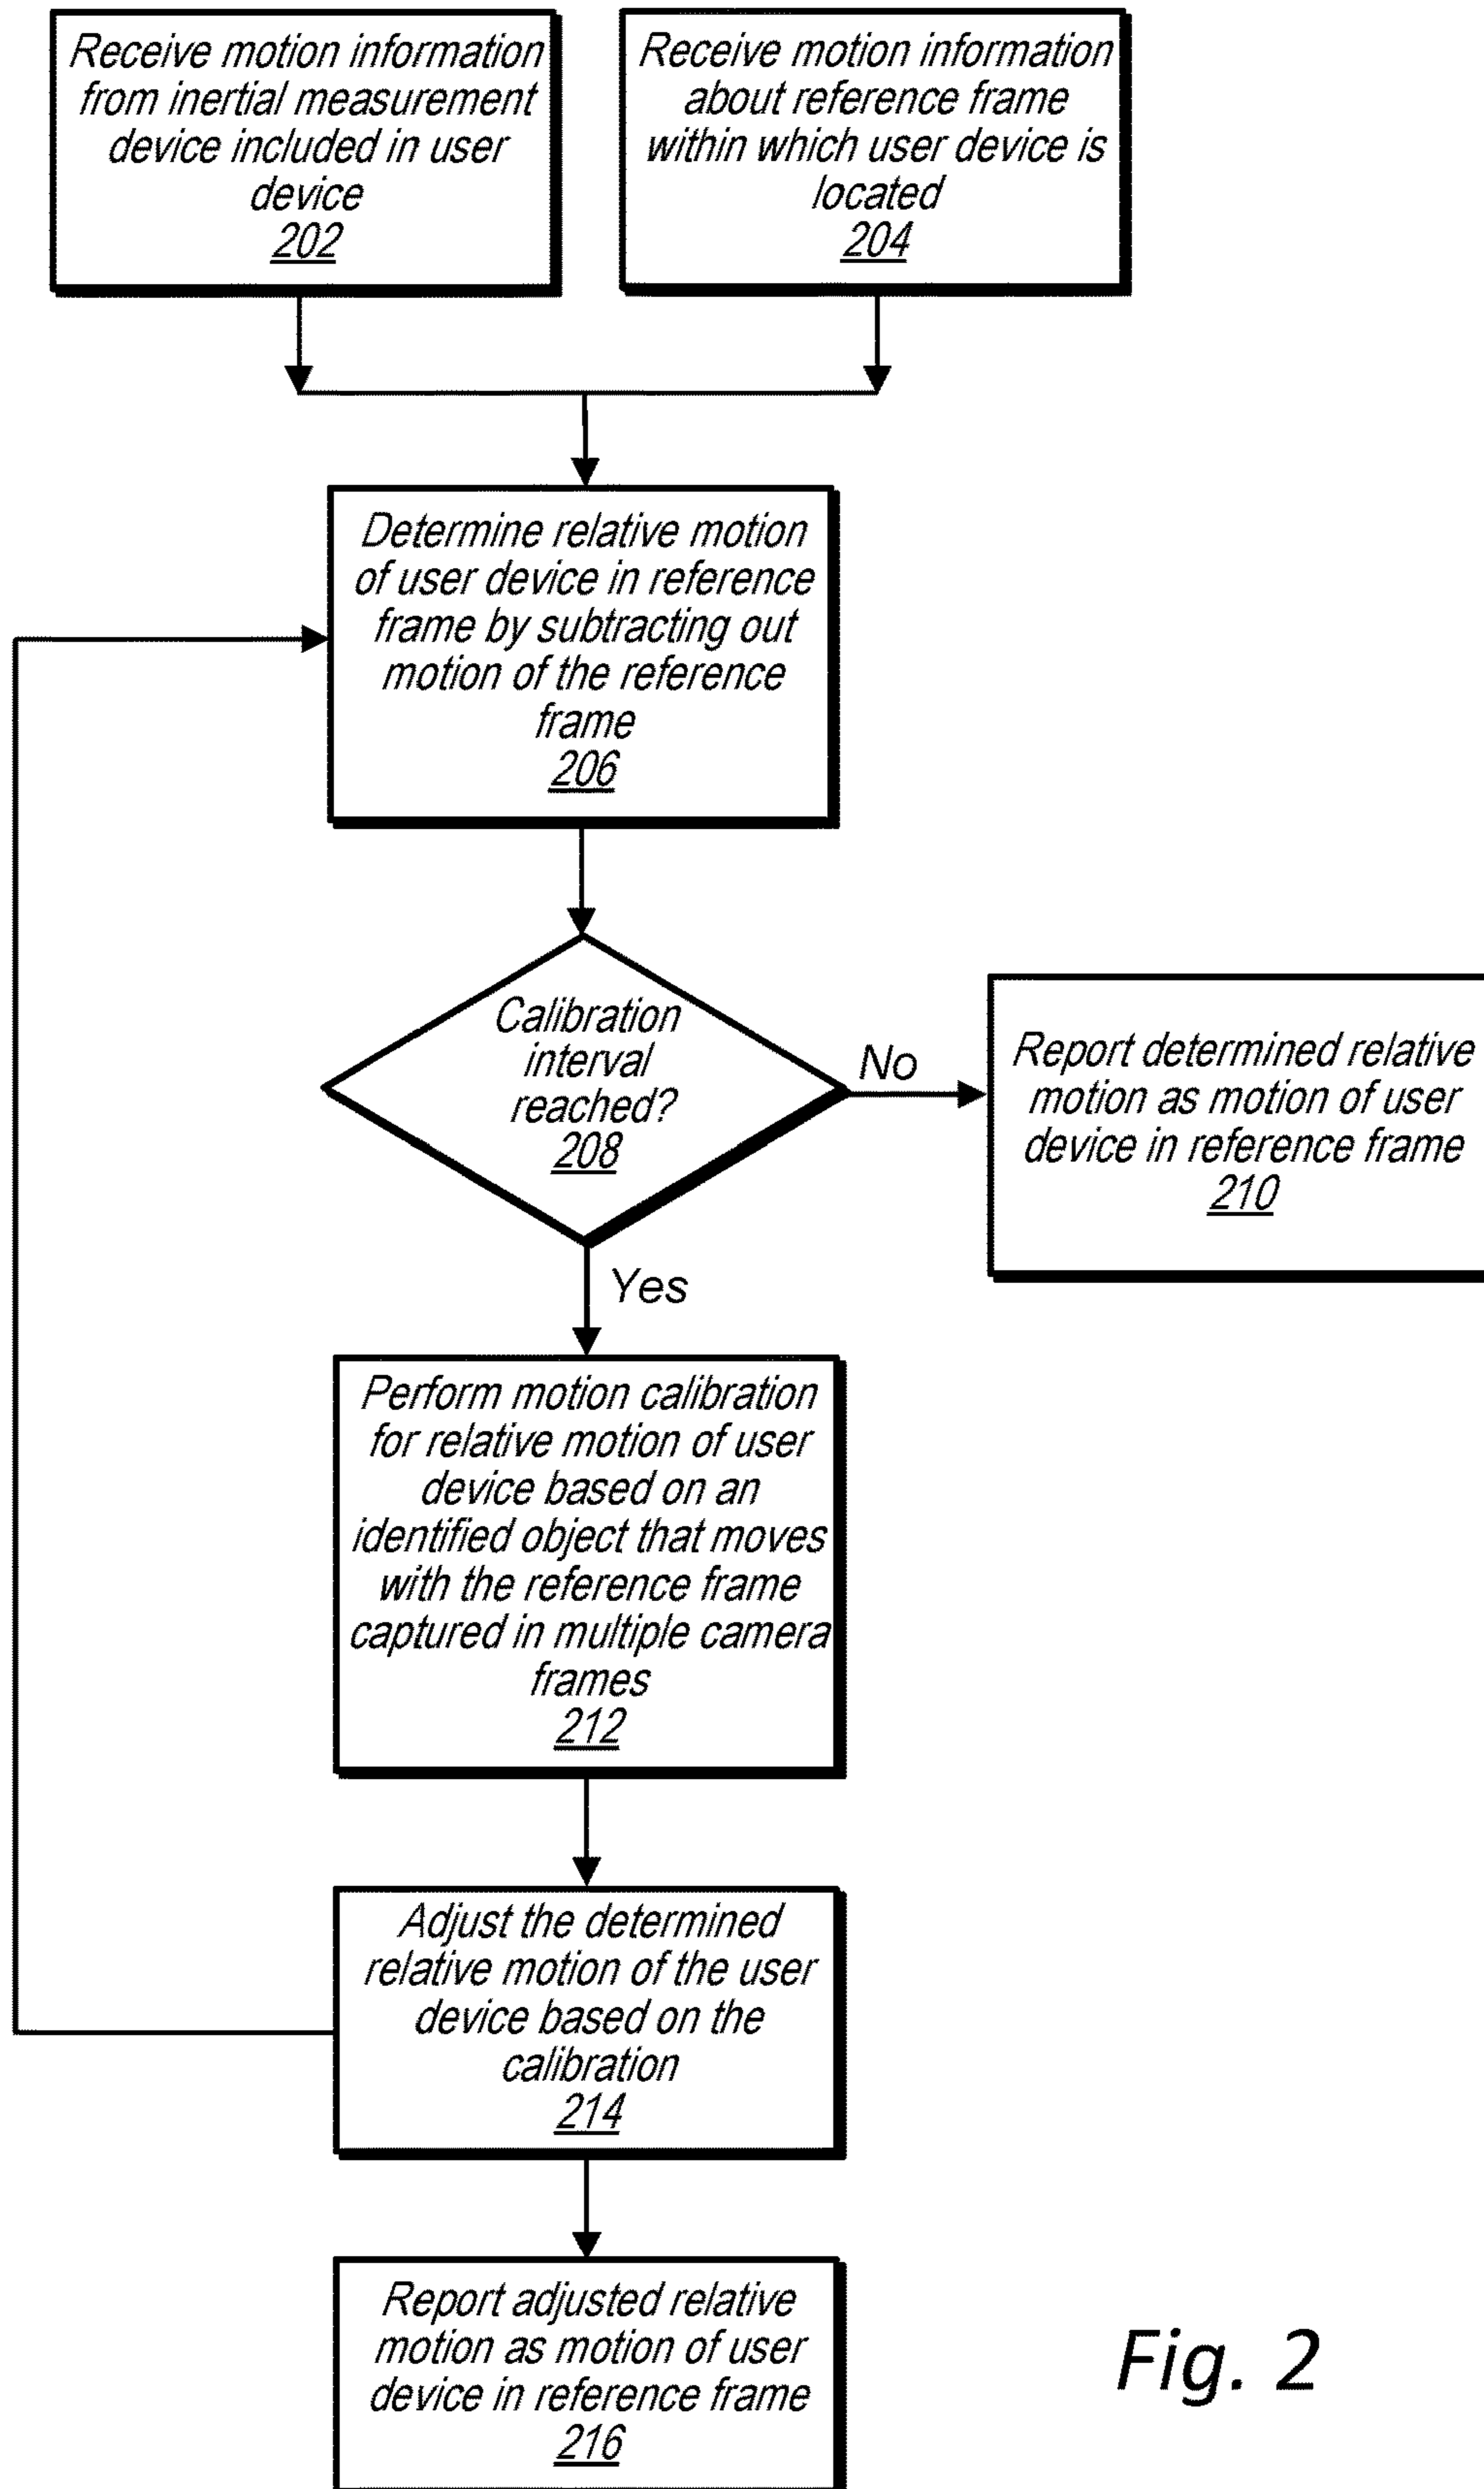 Receive motion information
from inertial measurement
device included in user
device
202
Receive motion information
about reference frame
within which user device is
located
204
Determine relative motion
of user device in reference
frame by subtracting out
motion of the reference
frame
206
Calibration
interval
reached?
208
No
Report determined relative
motion as motion of user
device in reference frame
210
Yes
Perform motion calibration
for relative motion of user
device based on an
identified object that moves
with the reference frame
captured in multiple camera
frames
212
Adjust the determined
relative motion of the user
device based on the
calibration
214
Report adjusted relative
motion as motion of user
device in reference frame
216
Fig. 2